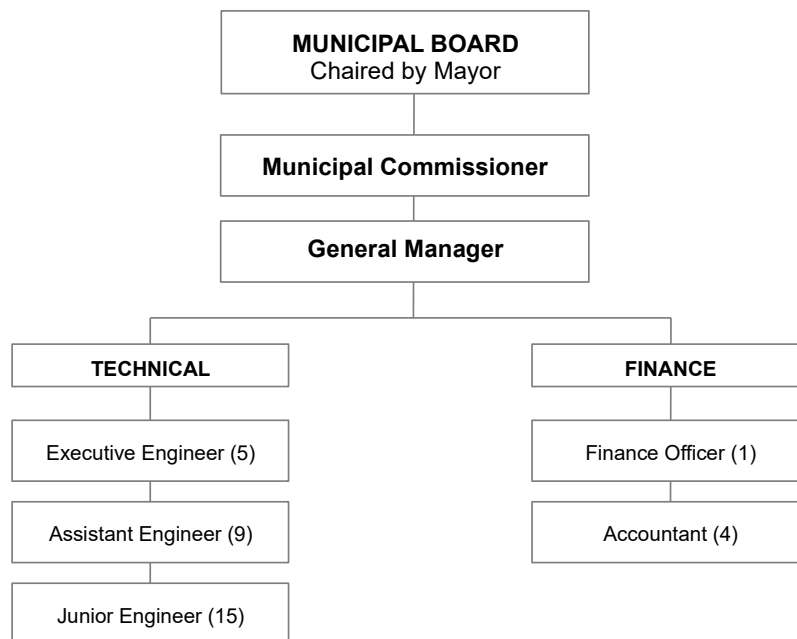 MUNICIPAL BOARD
Chaired by Mayor
Municipal Commissioner
General Manager
TECHNICAL
FINANCE
Executive Engineer (5)
Finance Officer (1)
Assistant Engineer (9)
Accountant (4)
Junior Engineer (15)